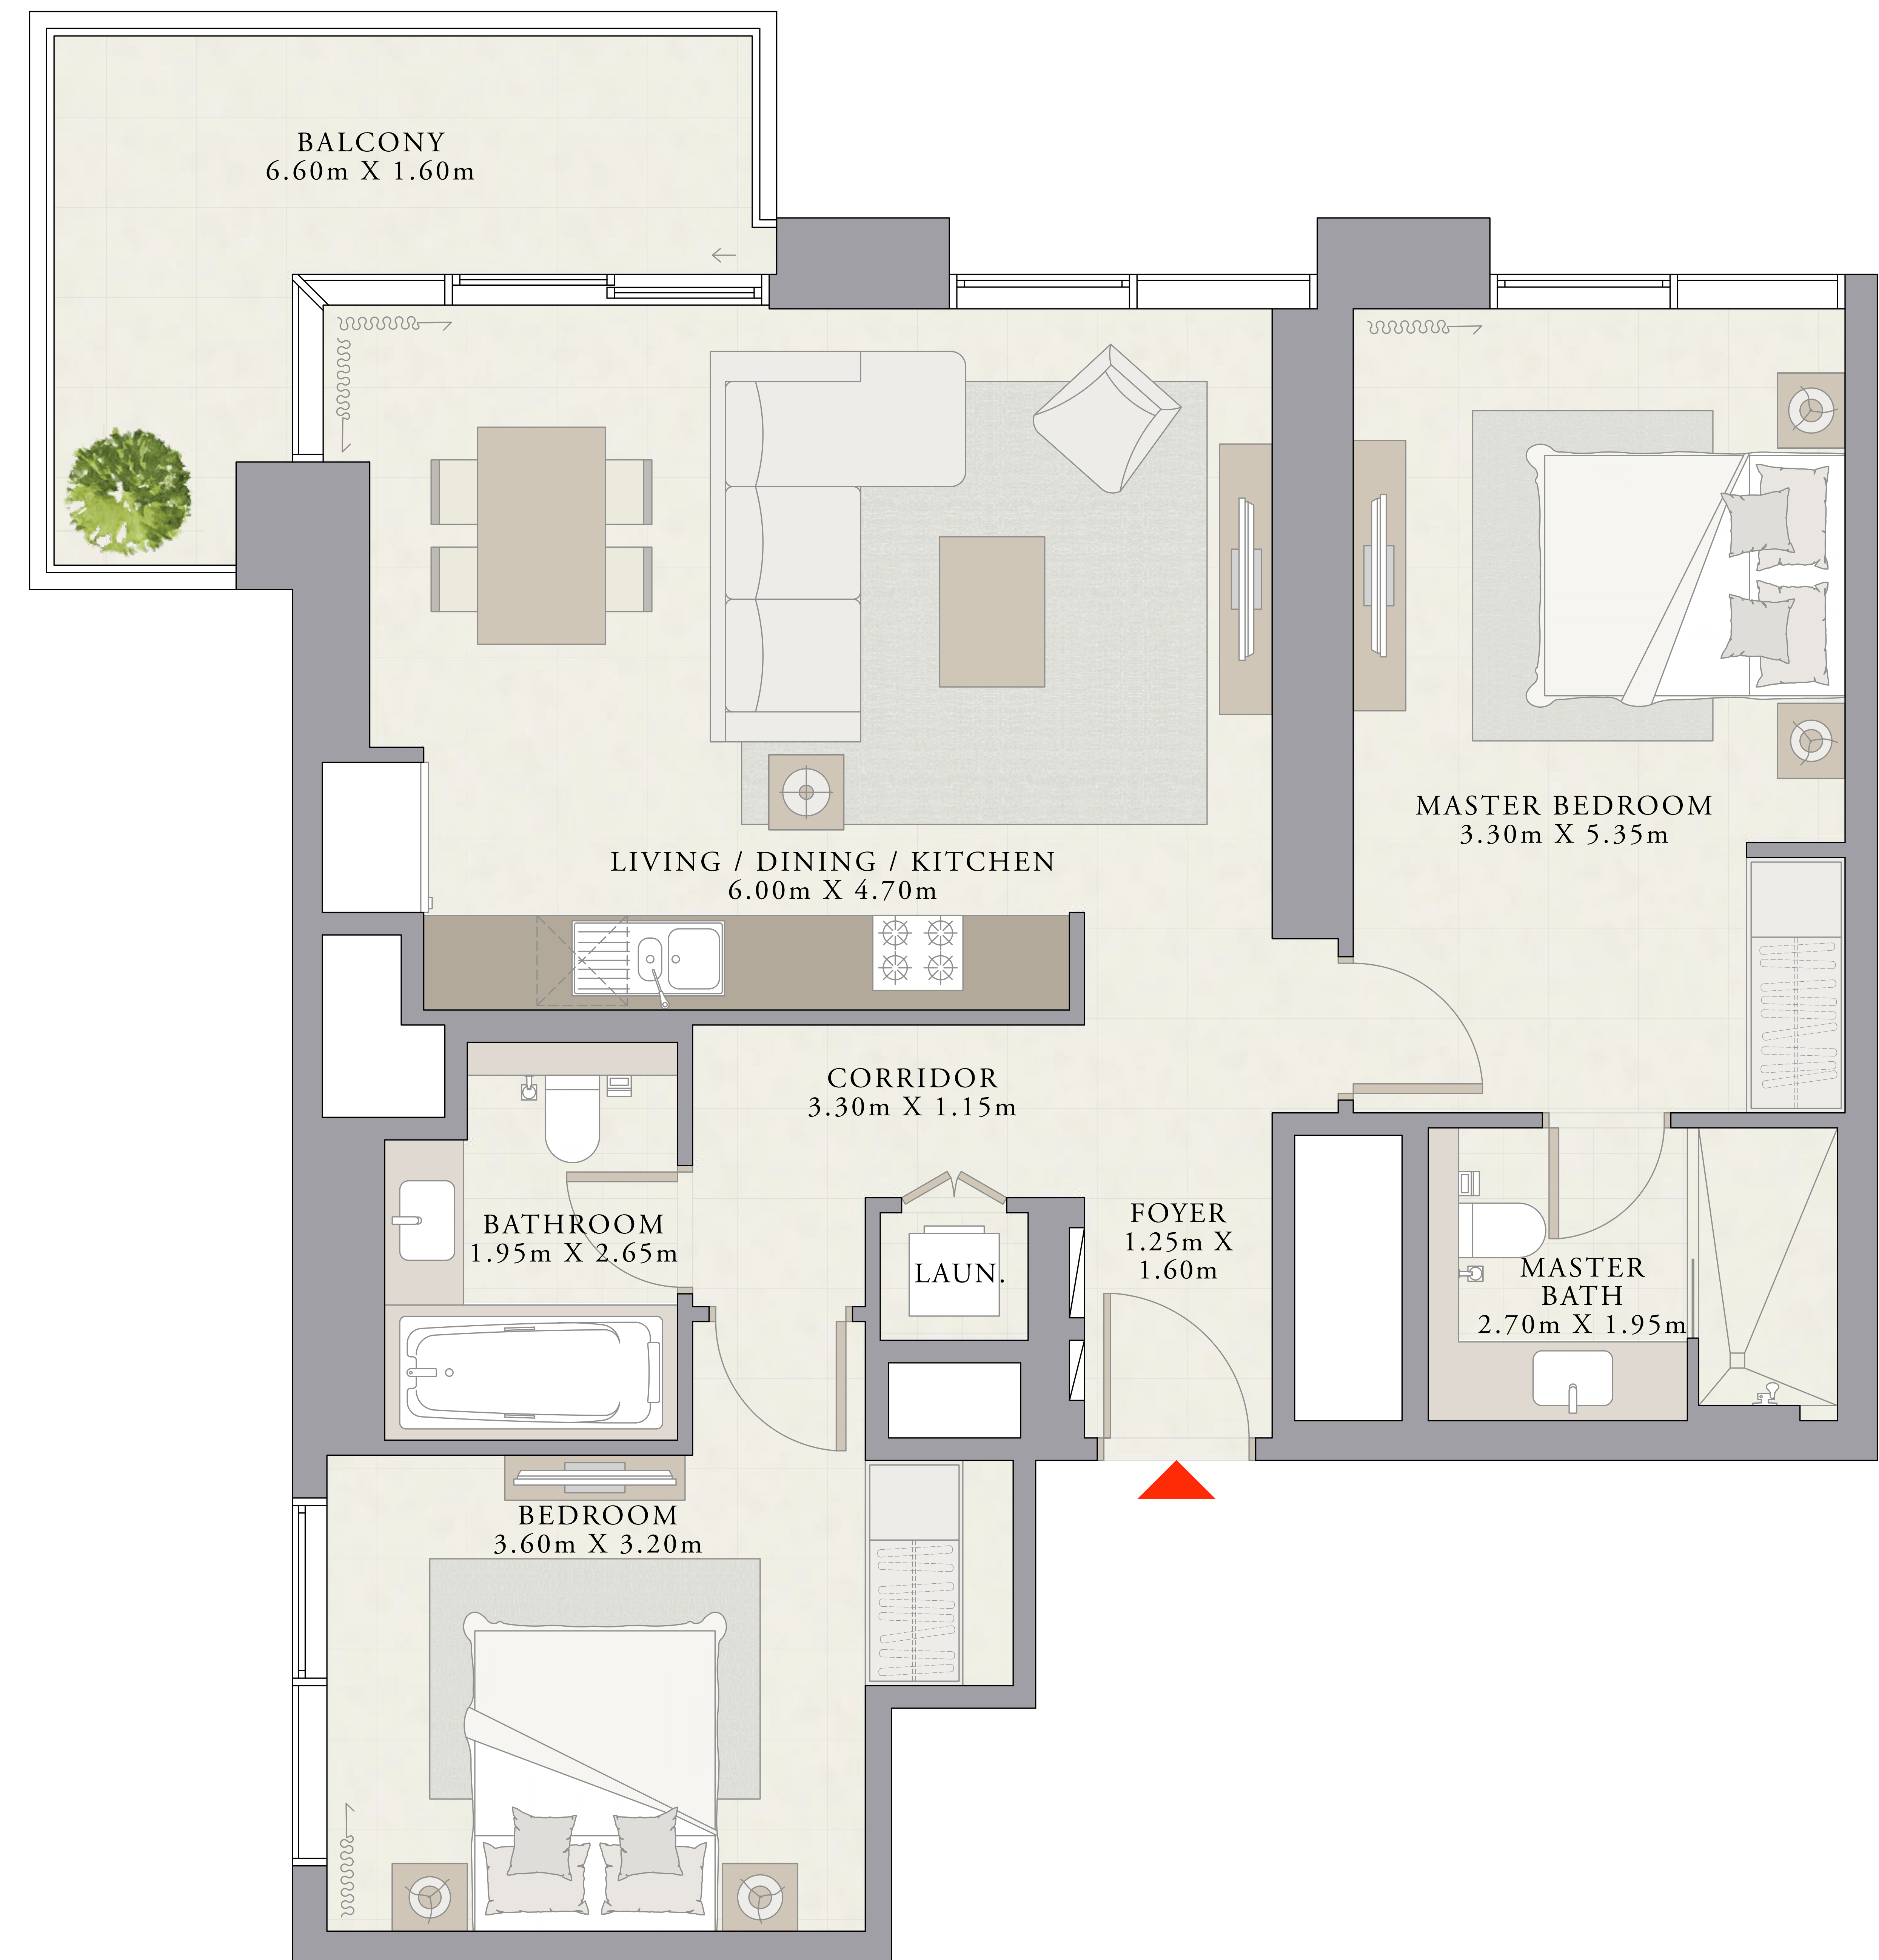 BALCONY
6.60m X 1.60m
MASTER BEDROOM
3.30m X 5.35m
LIVING / DINING / KITCHEN
6.00m X 4.70m
CORRIDOR
3.30m X 1.15m
FOYER
1.25m X
1.60m
BATHROOM
1.95m X 2.65m
LAUN.
MASTER
BATH
2.70m X 1.95m
BEDROOM
3.60m X 3.20m